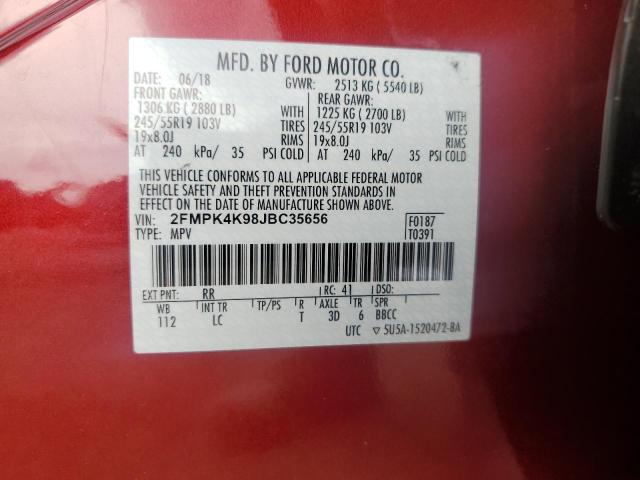 MFD. BY FORD MOTOR CO.
DATE: 06/18 GVWR: 2513 KG ( 5540 LB)
FRONT GAWR: REAR GAWR:
1306 KG ( 2880 LB) WITH 1225 KG ( 2700 LB) WITH
245/55R19 103V TIRES 245/55R19 103V TIRES
19x8.0J RIMS 19x8.0J RIMS
AT 240 kPa/ 35 PSI COLD AT 240 kPa/ 35 PSI COLD
THIS VEHICLE CONFORMS TO ALL APPLICABLE FEDERAL MOTOR
VEHICLE SAFETY AND THEFT PREVENTION STANDARDS IN
EFFECT ON THE DATE OF MANUFACTURE SHOWN ABOVE.
VIN: 2FMPK4K98JBC35656 F0187
TYPE: MPV T0391
EXT PNT: RR RC: 41 DSO:
WB INT TR TP/PS R AXLE TR SPR
112 LC T 3D 6 BBCC
UTC ▽ 5U5A-1520472-BA